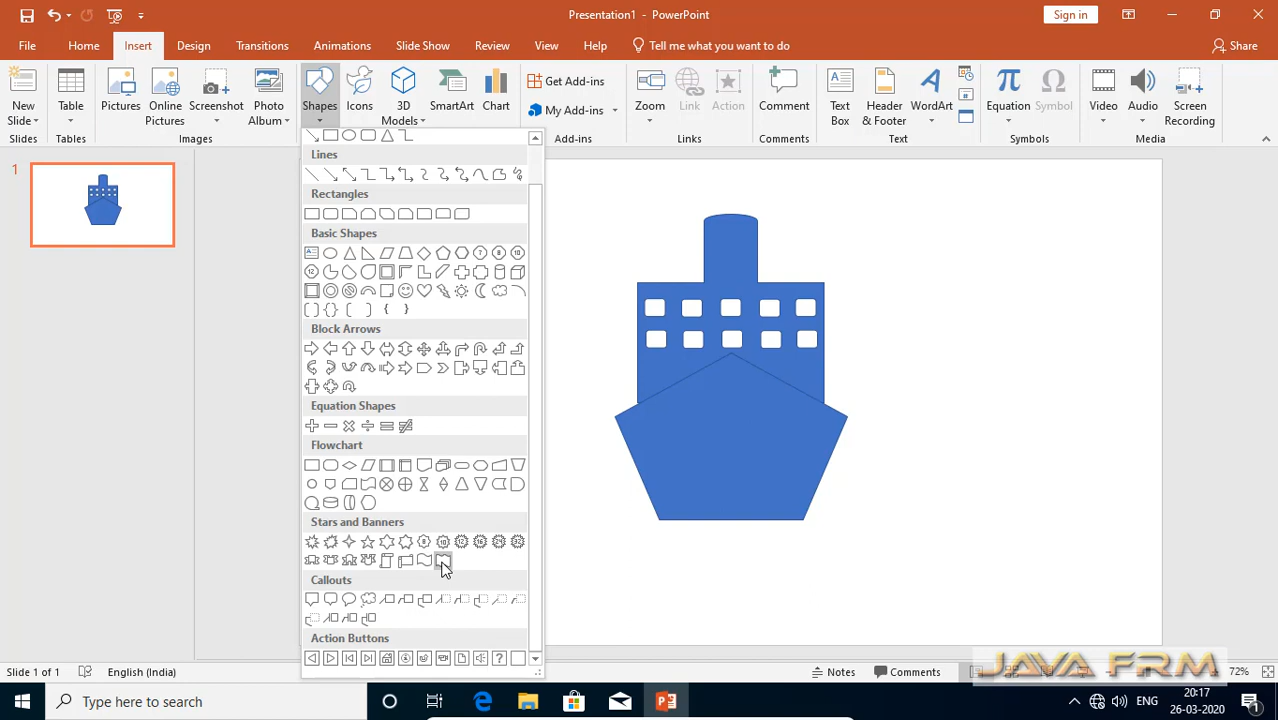 Presentation1 - PowerPoint
Sign in
File Home Insert Design Transitions Animations Slide Show Review View Help Tell me what you want to do Share
New Slide
Table
Pictures
Online Pictures
Screenshot
Photo Album
Shapes
Icons
3D Models
SmartArt
Chart
Get Add-ins
My Add-ins
Zoom
Link
Action
Comment
Text Box
Header & Footer
WordArt
Equation
Symbol
Video
Audio
Screen Recording
Slides Tables Images Add-ins Links Comments Text Symbols Media
1
Lines
Rectangles
Basic Shapes
Block Arrows
Equation Shapes
Flowchart
Stars and Banners
Callouts
Action Buttons
Slide 1 of 1 English (India) Notes Comments 72%
JAVA FRM
Type here to search
ENG
20:17
26-03-2020